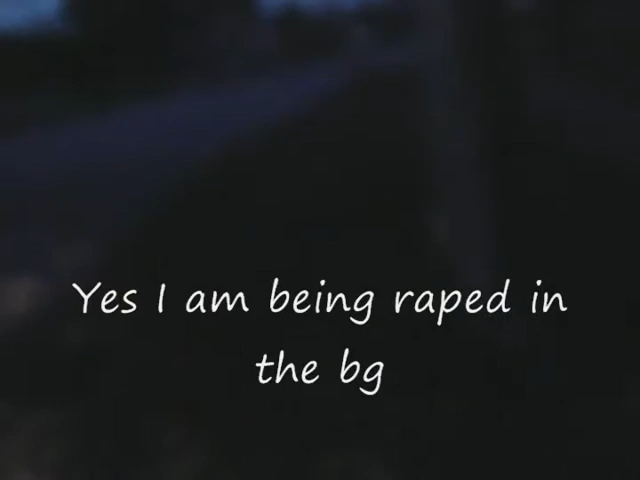 Yes I am being raped in
the bg